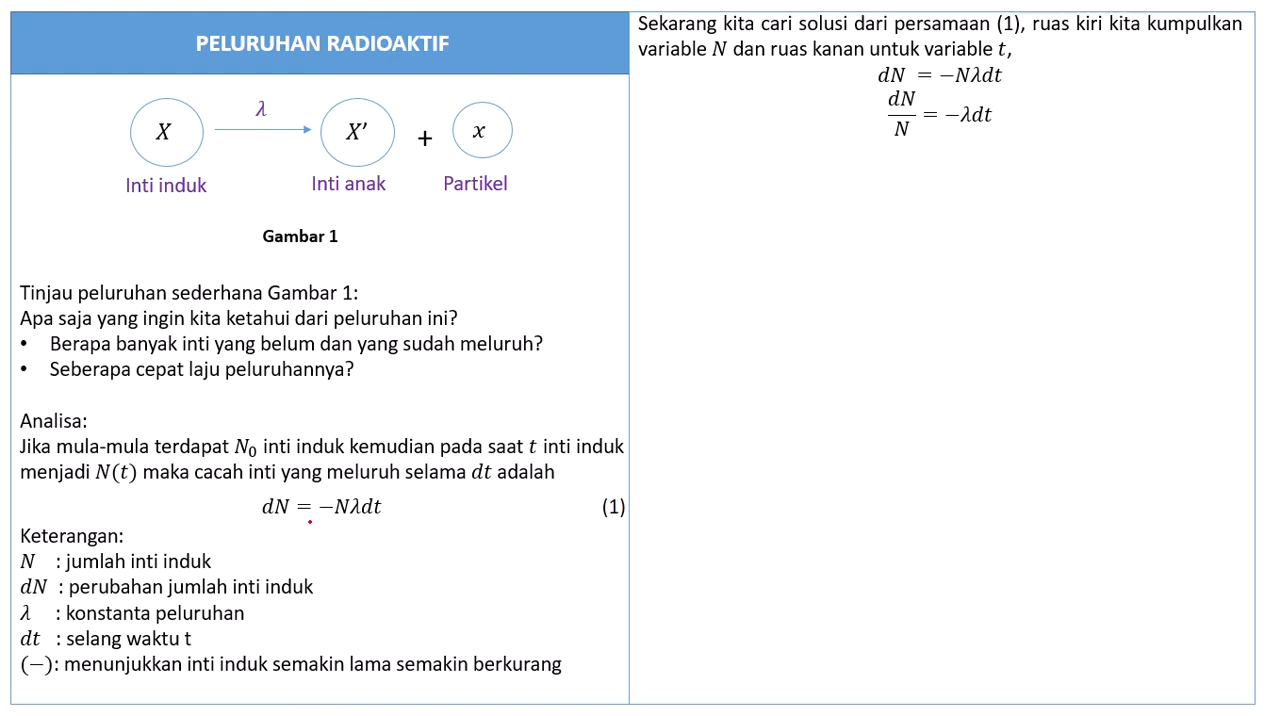 PELURUHAN RADIOAKTIF
λ
X
X′
+
x
Inti induk
Inti anak
Partikel
Gambar 1
Tinjau peluruhan sederhana Gambar 1:
Apa saja yang ingin kita ketahui dari peluruhan ini?
• Berapa banyak inti yang belum dan yang sudah meluruh?
• Seberapa cepat laju peluruhannya?
Analisa:
Jika mula-mula terdapat N₀ inti induk kemudian pada saat t inti induk
menjadi N(t) maka cacah inti yang meluruh selama dt adalah
dN = −Nλdt (1)
Keterangan:
N : jumlah inti induk
dN : perubahan jumlah inti induk
λ : konstanta peluruhan
dt : selang waktu t
(−): menunjukkan inti induk semakin lama semakin berkurang
Sekarang kita cari solusi dari persamaan (1), ruas kiri kita kumpulkan
variable N dan ruas kanan untuk variable t,
dN = −Nλdt
dN/N = −λdt